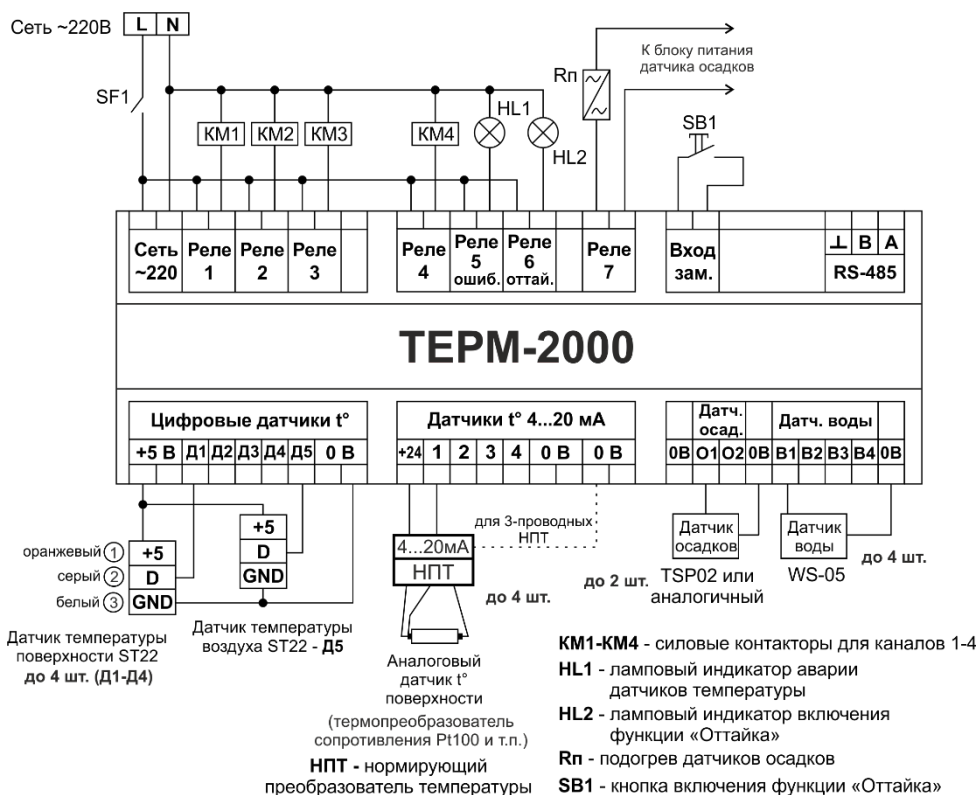 Сеть ~220В
L N
К блоку питания
датчика осадков
SF1
Rп
HL1
SB1
КМ1 КМ2 КМ3 КМ4
HL2
Сеть ~220
Реле 1
Реле 2
Реле 3
Реле 4
Реле 5 ошиб.
Реле 6 оттай.
Реле 7
Вход зам.
⊥ B A
RS-485
ТЕРМ-2000
Цифровые датчики t°
+5 В Д1 Д2 Д3 Д4 Д5 0 В
Датчики t° 4...20 мА
+24 1 2 3 4 0 В 0 В
Датч. осад.
Датч. воды
0В О1 О2 0В В1 В2 В3 В4 0В
оранжевый 1 +5
серый 2 D
белый 3 GND
+5
D
GND
4...20мА
НПТ
для 3-проводных
НПТ
Датчик
осадков
Датчик
воды
до 4 шт.
до 2 шт.
TSP02 или
аналогичный
WS-05
до 4 шт.
Датчик температуры
поверхности ST22
до 4 шт. (Д1-Д4)
Датчик температуры
воздуха ST22 - Д5
Аналоговый
датчик t°
поверхности
(термопреобразователь
сопротивления Pt100 и т.п.)
НПТ - нормирующий
преобразователь температуры
КМ1-КМ4 - силовые контакторы для каналов 1-4
HL1 - ламповый индикатор аварии
датчиков температуры
HL2 - ламповый индикатор включения
функции «Оттайка»
Rп - подогрев датчиков осадков
SB1 - кнопка включения функции «Оттайка»